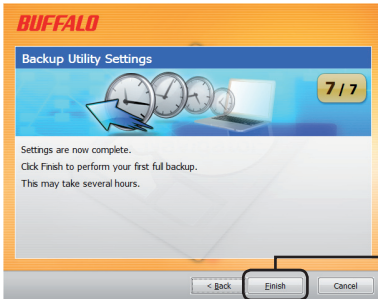 BUFFALO
Backup Utility Settings
7/7
Settings are now complete.
Click Finish to perform your first full backup.
This may take several hours.
< Back
Finish
Cancel